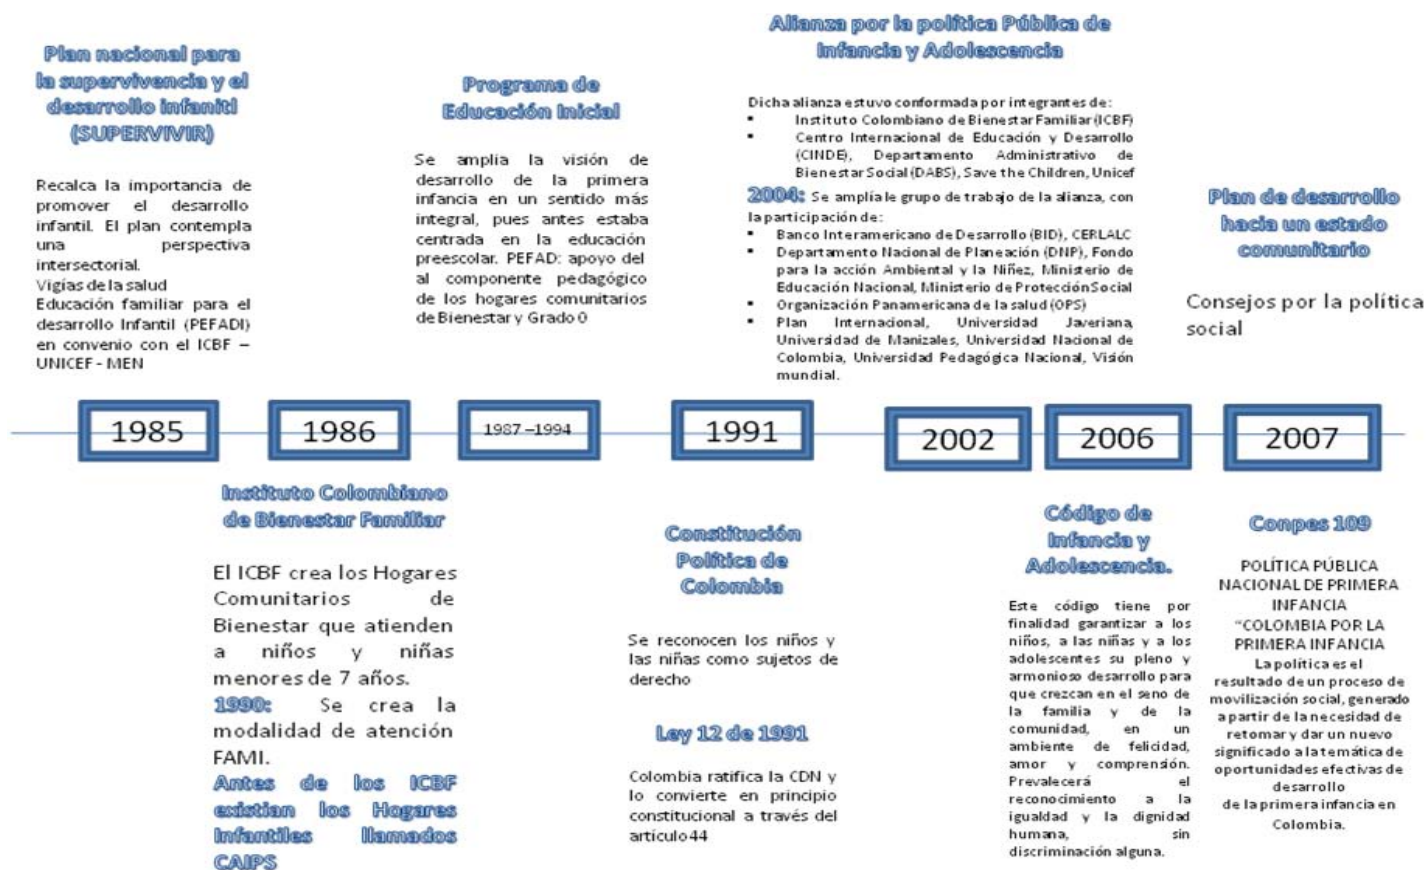 Plan nacional para
la supervivencia y el
desarrollo infanitl
(SUPERVIVIR)
Recalca la importancia de
promover el desarrollo
infantil. El plan contempla
una perspectiva
intersectorial.
Vigías de la salud
Educación familiar para el
desarrollo Infantil (PEFADI)
en convenio con el ICBF –
UNICEF - MEN
Programa de
Educación Inicial
Se amplia la visión de
desarrollo de la primera
infancia en un sentido más
integral, pues antes estaba
centrada en la educación
preescolar. PEFAD: apoyo del
al componente pedagógico
de los hogares comunitarios
de Bienestar y Grado 0
Alianza por la política Pública de
Infancia y Adolescencia
Dicha alianza estuvo conformada por integrantes de:
▪ Instituto Colombiano de Bienestar Familiar (ICBF)
▪ Centro Internacional de Educación y Desarrollo
(CINDE), Departamento Administrativo de
Bienestar Social (DABS), Save the Children, Unicef
2004: Se amplía le grupo de trabajo de la alianza, con
la participación de:
▪ Banco Interamericano de Desarrollo (BID), CERLALC
▪ Departamento Nacional de Planeación (DNP), Fondo
para la acción Ambiental y la Niñez, Ministerio de
Educación Nacional, Ministerio de Protección Social
▪ Organización Panamericana de la salud (OPS)
▪ Plan Internacional, Universidad Javeriana,
Universidad de Manizales, Universidad Nacional de
Colombia, Universidad Pedagógica Nacional, Visión
mundial.
Plan de desarrollo
hacia un estado
comunitario
Consejos por la política
social
1985
1986
1987 –1994
1991
2002
2006
2007
Instituto Colombiano
de Bienestar Familiar
El ICBF crea los Hogares
Comunitarios de
Bienestar que atienden
a niños y niñas
menores de 7 años.
1990: Se crea la
modalidad de atención
FAMI.
Antes de los ICBF
existian los Hogares
Infantiles llamados
CAIPS
Constitución
Política de
Colombia
Se reconocen los niños y
las niñas como sujetos de
derecho
Ley 12 de 1991
Colombia ratifica la CDN y
lo convierte en principio
constitucional a través del
artículo 44
Código de
Infancia y
Adolescencia.
Este código tiene por
finalidad garantizar a los
niños, a las niñas y a los
adolescentes su pleno y
armonioso desarrollo para
que crezcan en el seno de
la familia y de la
comunidad, en un
ambiente de felicidad,
amor y comprensión.
Prevalecerá el
reconocimiento a la
igualdad y la dignidad
humana, sin
discriminación alguna.
Conpes 109
POLÍTICA PÚBLICA
NACIONAL DE PRIMERA
INFANCIA
“COLOMBIA POR LA
PRIMERA INFANCIA
La política es el
resultado de un proceso de
movilización social, generado
a partir de la necesidad de
retomar y dar un nuevo
significado a la temática de
oportunidades efectivas de
desarrollo
de la primera infancia en
Colombia.